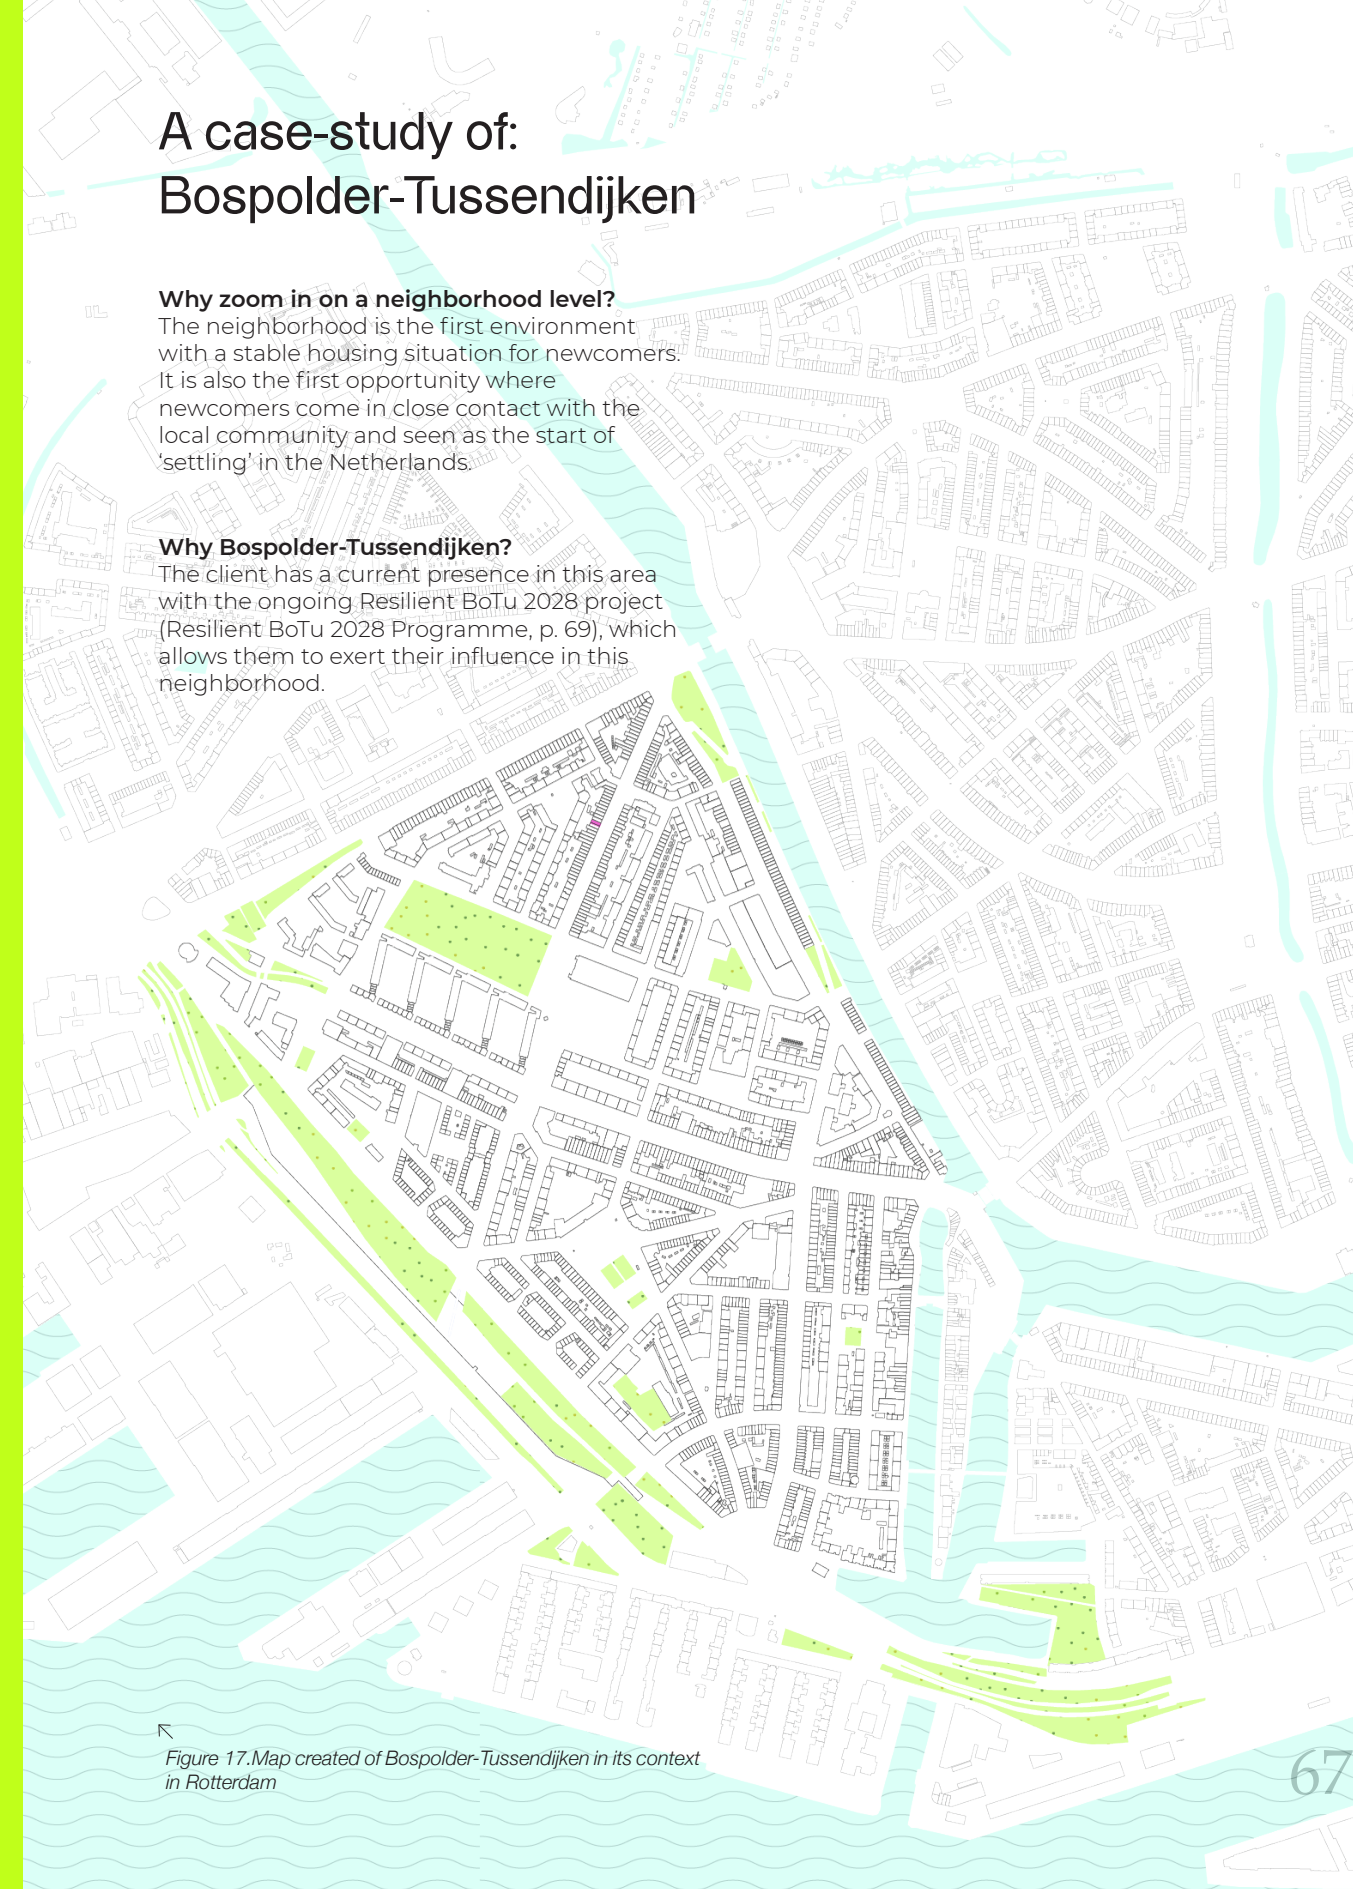 A case-study of:
Bospolder-Tussendijken
Why zoom in on a neighborhood level?
The neighborhood is the first environment
with a stable housing situation for newcomers.
It is also the first opportunity where
newcomers come in close contact with the
local community and seen as the start of
‘settling’ in the Netherlands.
Why Bospolder-Tussendijken?
The client has a current presence in this area
with the ongoing Resilient BoTu 2028 project
(Resilient BoTu 2028 Programme, p. 69), which
allows them to exert their influence in this
neighborhood.
Figure 17.Map created of Bospolder-Tussendijken in its context
in Rotterdam
67